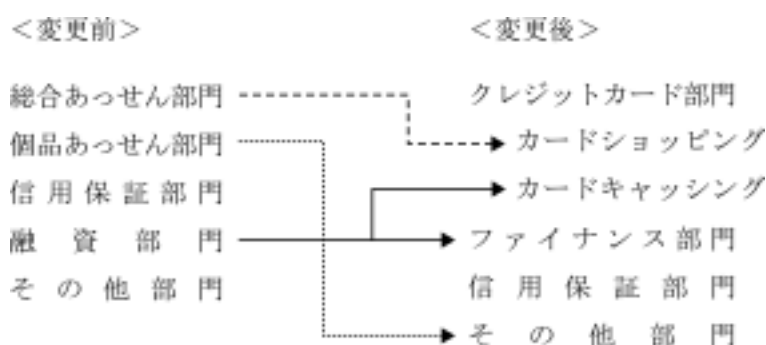 ＜変更前＞
総合あっせん部門
個品あっせん部門
信用保証部門
融資部門
その他部門
＜変更後＞
クレジットカード部門
カードショッピング
カードキャッシング
ファイナンス部門
信用保証部門
その他部門